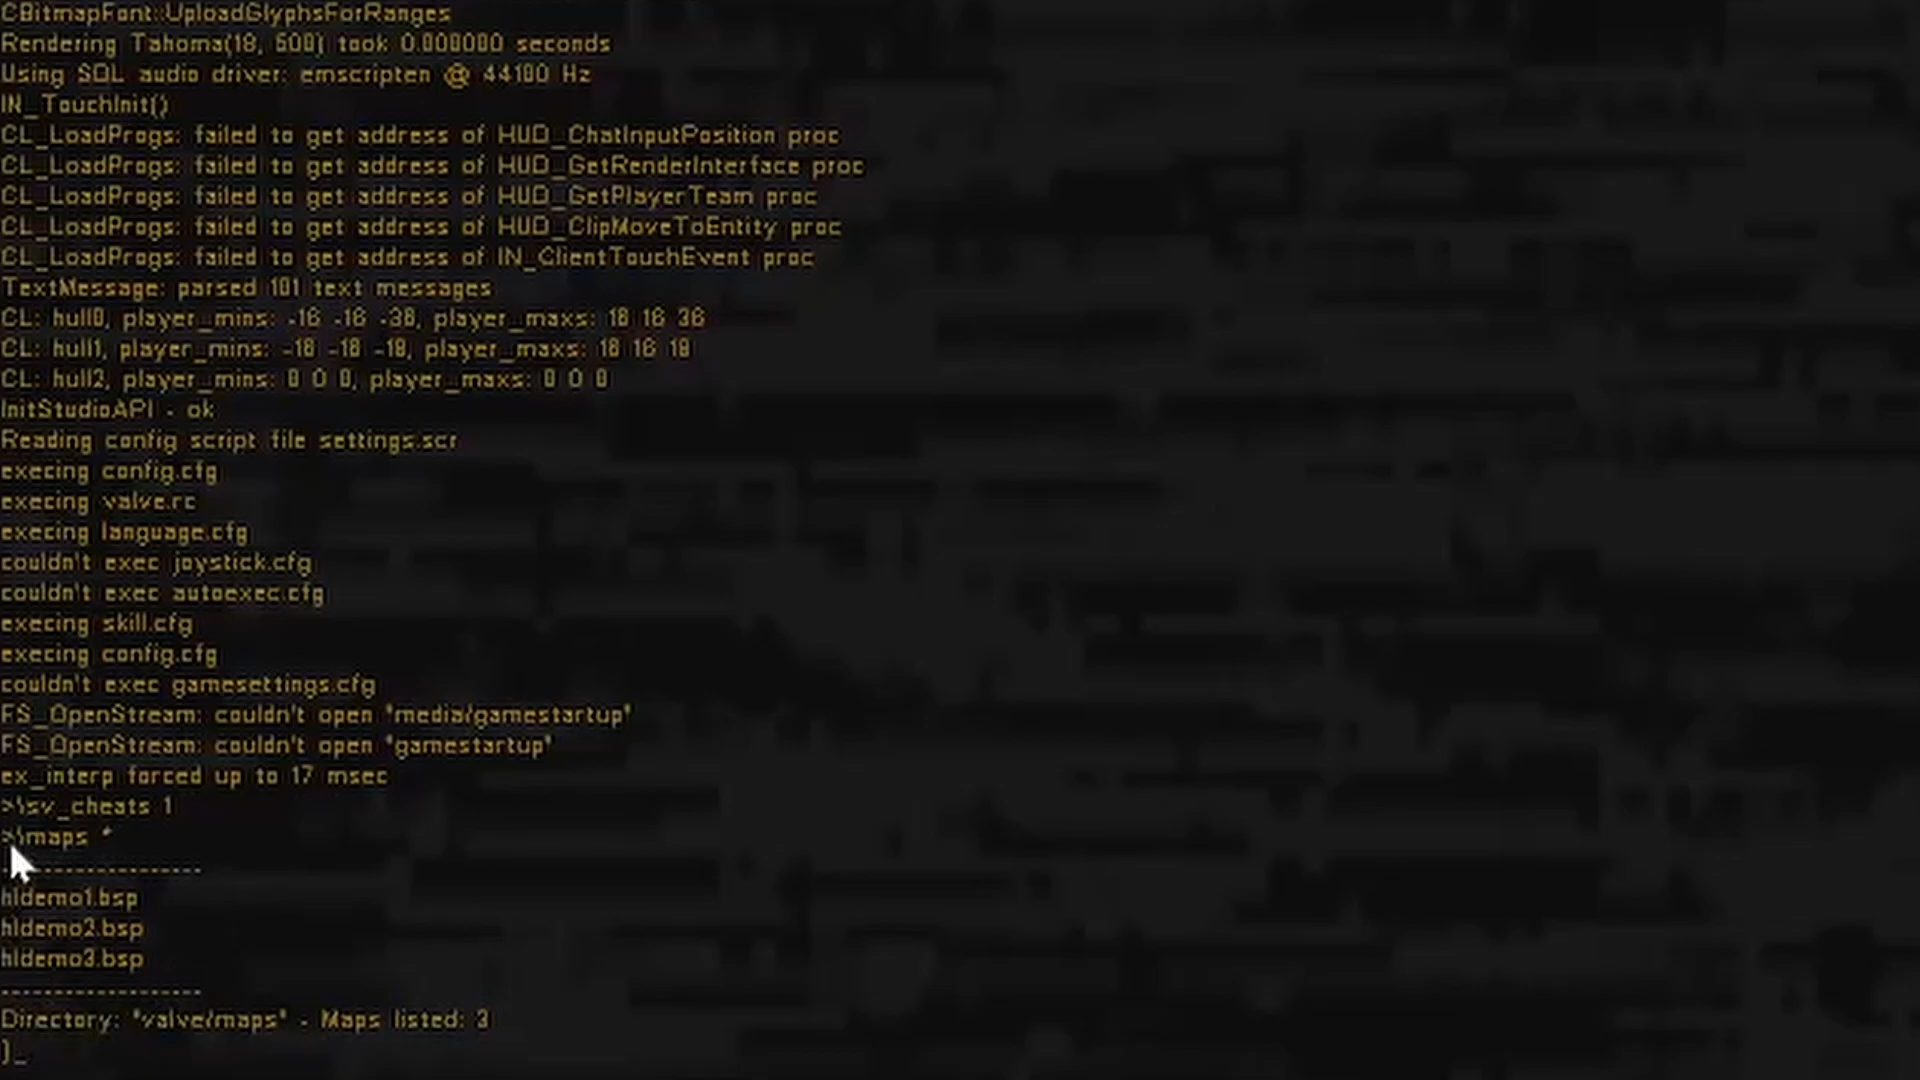 CBitmapFont::UploadGlyphsForRanges
Rendering Tahoma(18, 500) took 0.000000 seconds
Using SDL audio driver: emscripten @ 44100 Hz
IN_TouchInit()
CL_LoadProgs: failed to get address of HUD_ChatInputPosition proc
CL_LoadProgs: failed to get address of HUD_GetRenderInterface proc
CL_LoadProgs: failed to get address of HUD_GetPlayerTeam proc
CL_LoadProgs: failed to get address of HUD_ClipMoveToEntity proc
CL_LoadProgs: failed to get address of IN_ClientTouchEvent proc
TextMessage: parsed 101 text messages
CL: hull0, player_mins: -16 -16 -36, player_maxs: 16 16 36
CL: hull1, player_mins: -16 -16 -18, player_maxs: 16 16 18
CL: hull2, player_mins: 0 0 0, player_maxs: 0 0 0
InitStudioAPI - ok
Reading config script file settings.scr
execing config.cfg
execing valve.rc
execing language.cfg
couldn't exec joystick.cfg
couldn't exec autoexec.cfg
execing skill.cfg
execing config.cfg
couldn't exec gamesettings.cfg
FS_OpenStream: couldn't open "media/gamestartup"
FS_OpenStream: couldn't open "gamestartup"
ex_interp forced up to 17 msec
>\sv_cheats 1
>\maps *
------------------
hldemo1.bsp
hldemo2.bsp
hldemo3.bsp
------------------
Directory: "valve/maps" - Maps listed: 3
]_